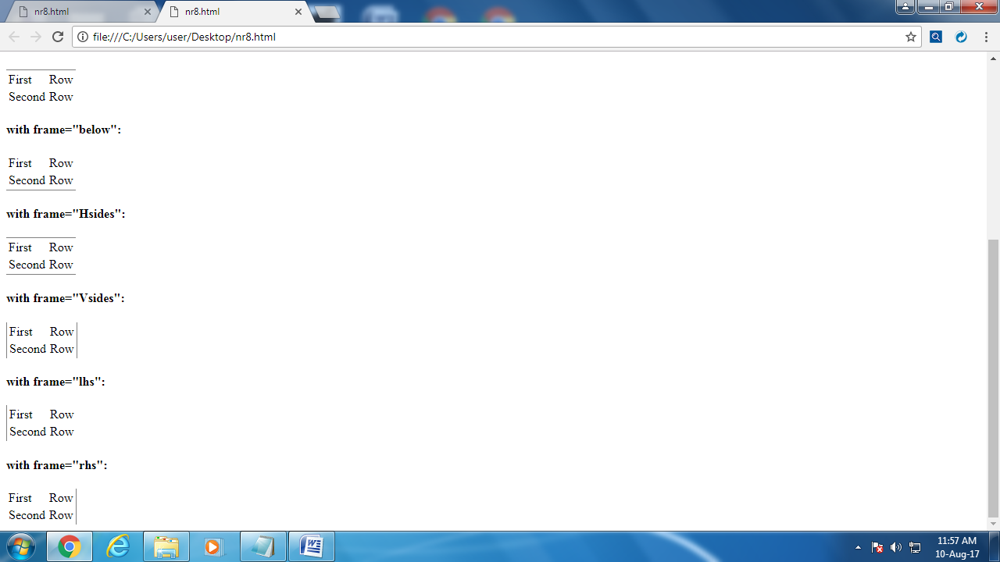 nr8.html
nr8.html
file:///C:/Users/user/Desktop/nr8.html
First Row
Second Row
with frame="below":
First Row
Second Row
with frame="Hsides":
First Row
Second Row
with frame="Vsides":
First Row
Second Row
with frame="lhs":
First Row
Second Row
with frame="rhs":
First Row
Second Row
11:57 AM
10-Aug-17